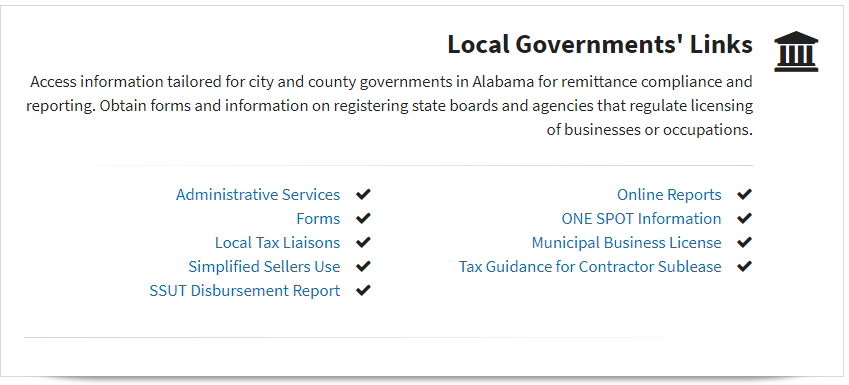 Local Governments' Links
Access information tailored for city and county governments in Alabama for remittance compliance and
reporting. Obtain forms and information on registering state boards and agencies that regulate licensing
of businesses or occupations.
Administrative Services
Forms
Local Tax Liaisons
Simplified Sellers Use
SSUT Disbursement Report
Online Reports
ONE SPOT Information
Municipal Business License
Tax Guidance for Contractor Sublease